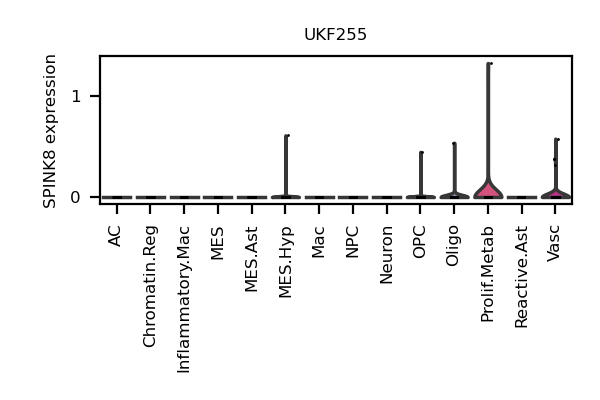 UKF255
SPINK8 expression
1
0
AC
Chromatin.Reg
Inflammatory.Mac
MES
MES.Ast
MES.Hyp
Mac
NPC
Neuron
OPC
Oligo
Prolif.Metab
Reactive.Ast
Vasc